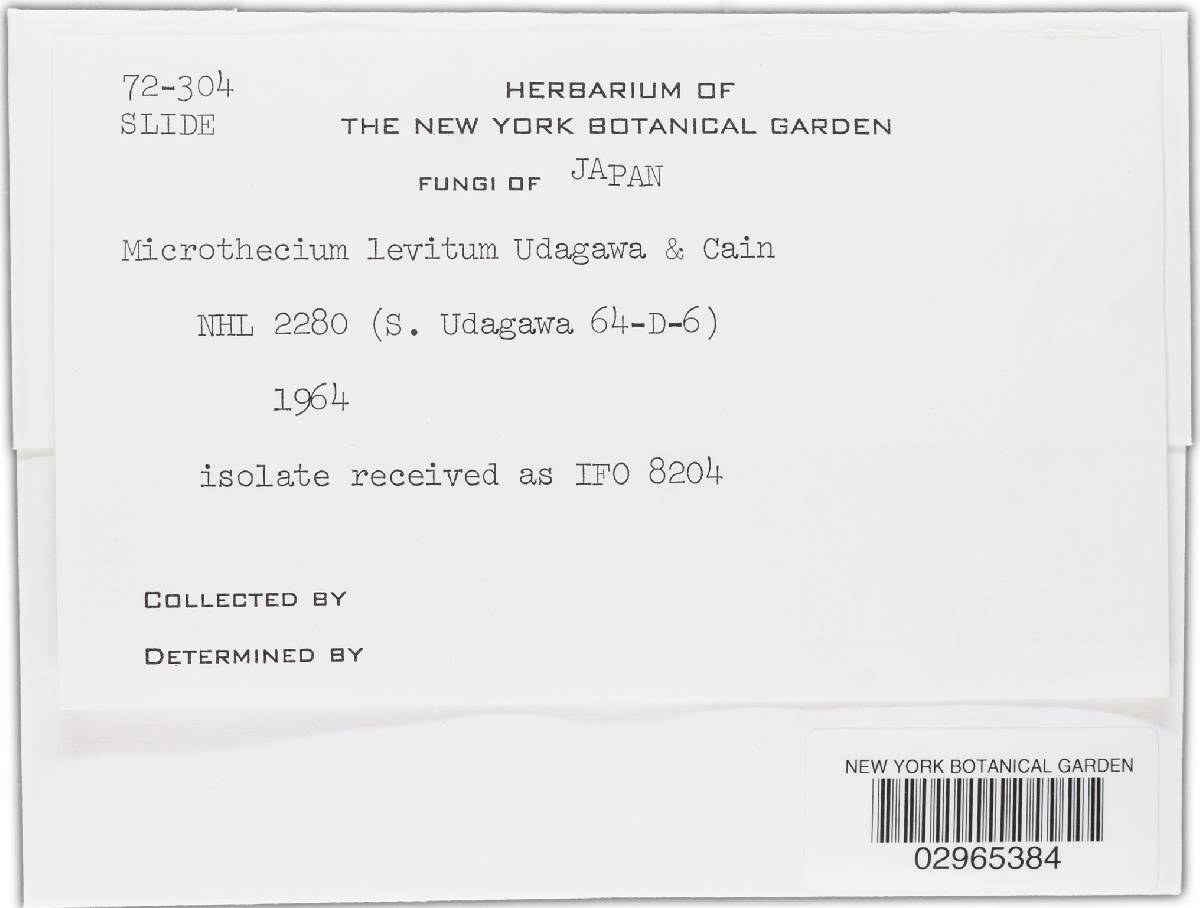 72-304
SLIDE
HERBARIUM OF
THE NEW YORK BOTANICAL GARDEN
FUNGI OF JAPAN
Microthecium levitum Udagawa & Cain
NHL 2280 (S. Udagawa 64-D-6)
1964
isolate received as IFO 8204
COLLECTED BY
DETERMINED BY
NEW YORK BOTANICAL GARDEN
02965384